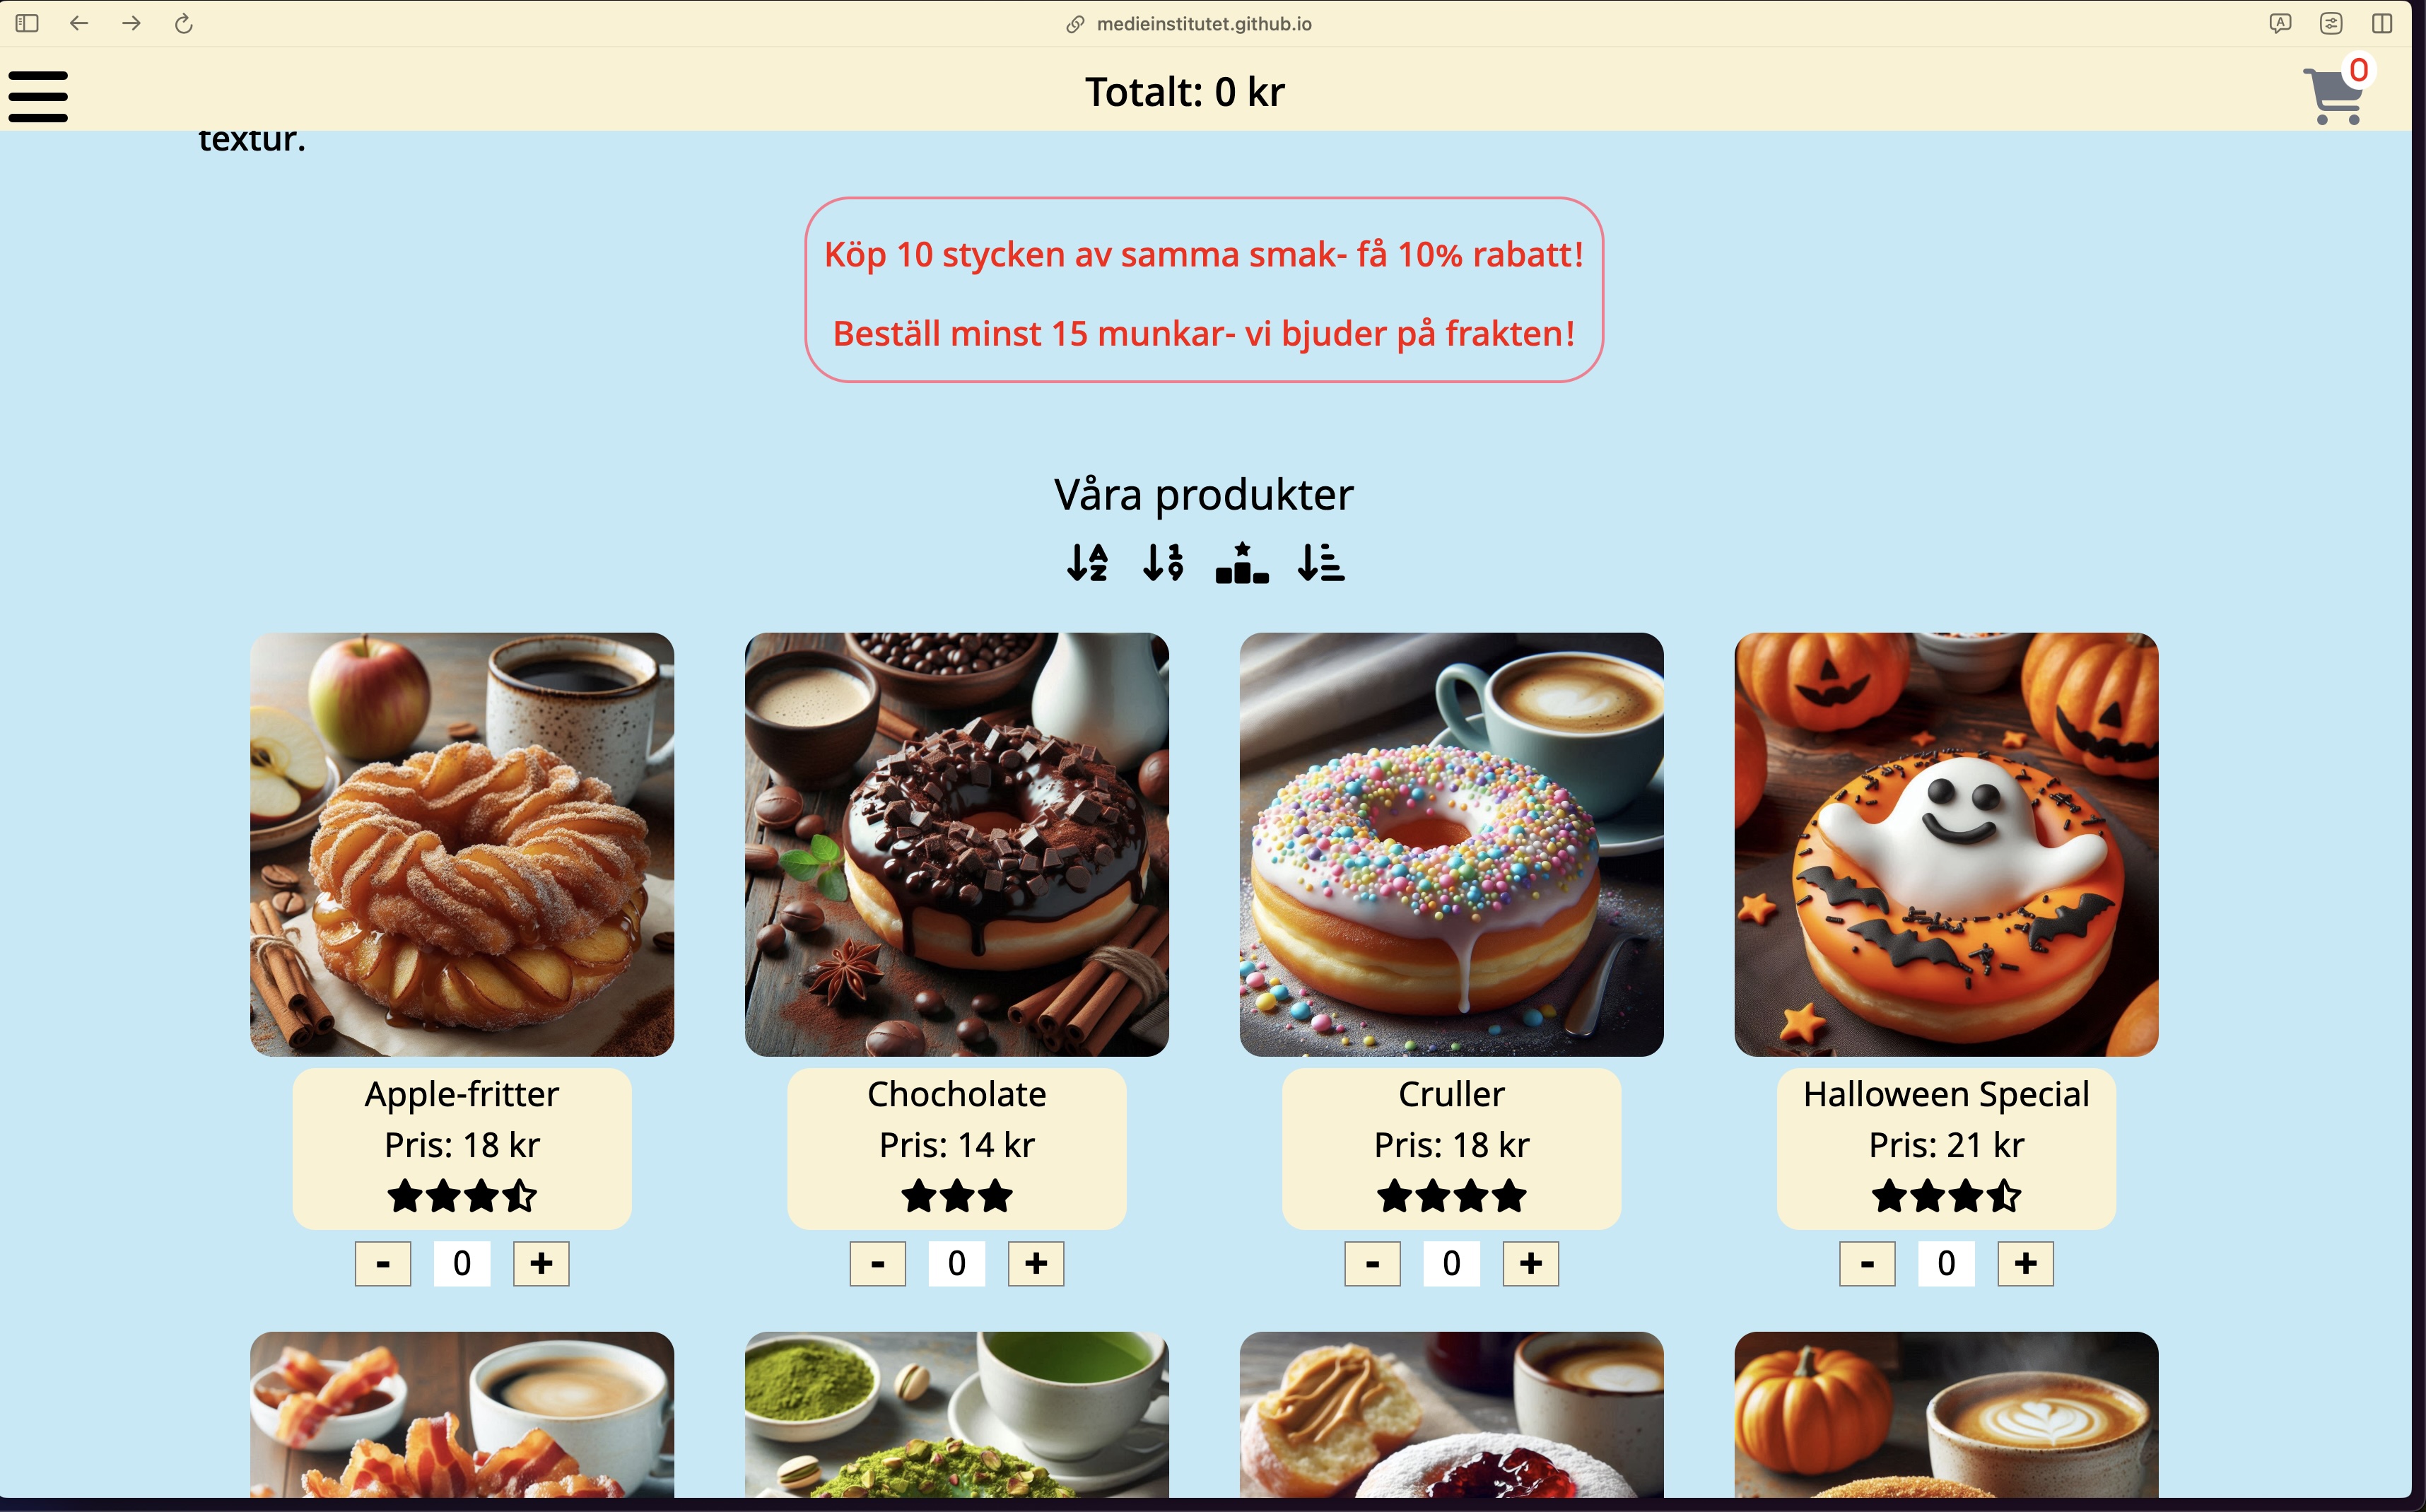 medieinstitutet.github.io
Totalt: 0 kr
0
textur.
Köp 10 stycken av samma smak- få 10% rabatt!
Beställ minst 15 munkar- vi bjuder på frakten!
Våra produkter
Apple-fritter
Pris: 18 kr
- 0 +
Chocholate
Pris: 14 kr
- 0 +
Cruller
Pris: 18 kr
- 0 +
Halloween Special
Pris: 21 kr
- 0 +